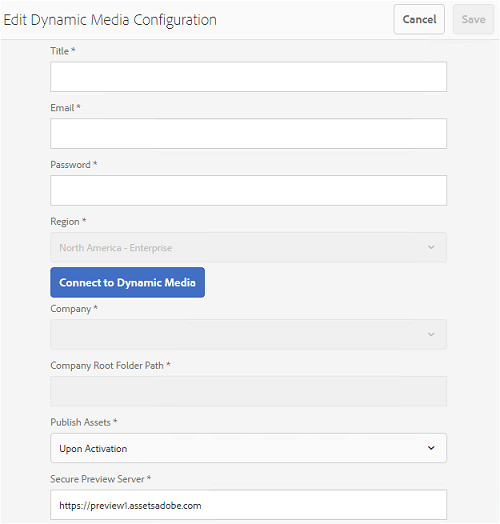 Edit Dynamic Media Configuration
Cancel
Save
Title *
Email *
Password *
Region *
North America - Enterprise
Connect to Dynamic Media
Company *
Company Root Folder Path *
Publish Assets *
Upon Activation
Secure Preview Server *
https://preview1.assetsadobe.com